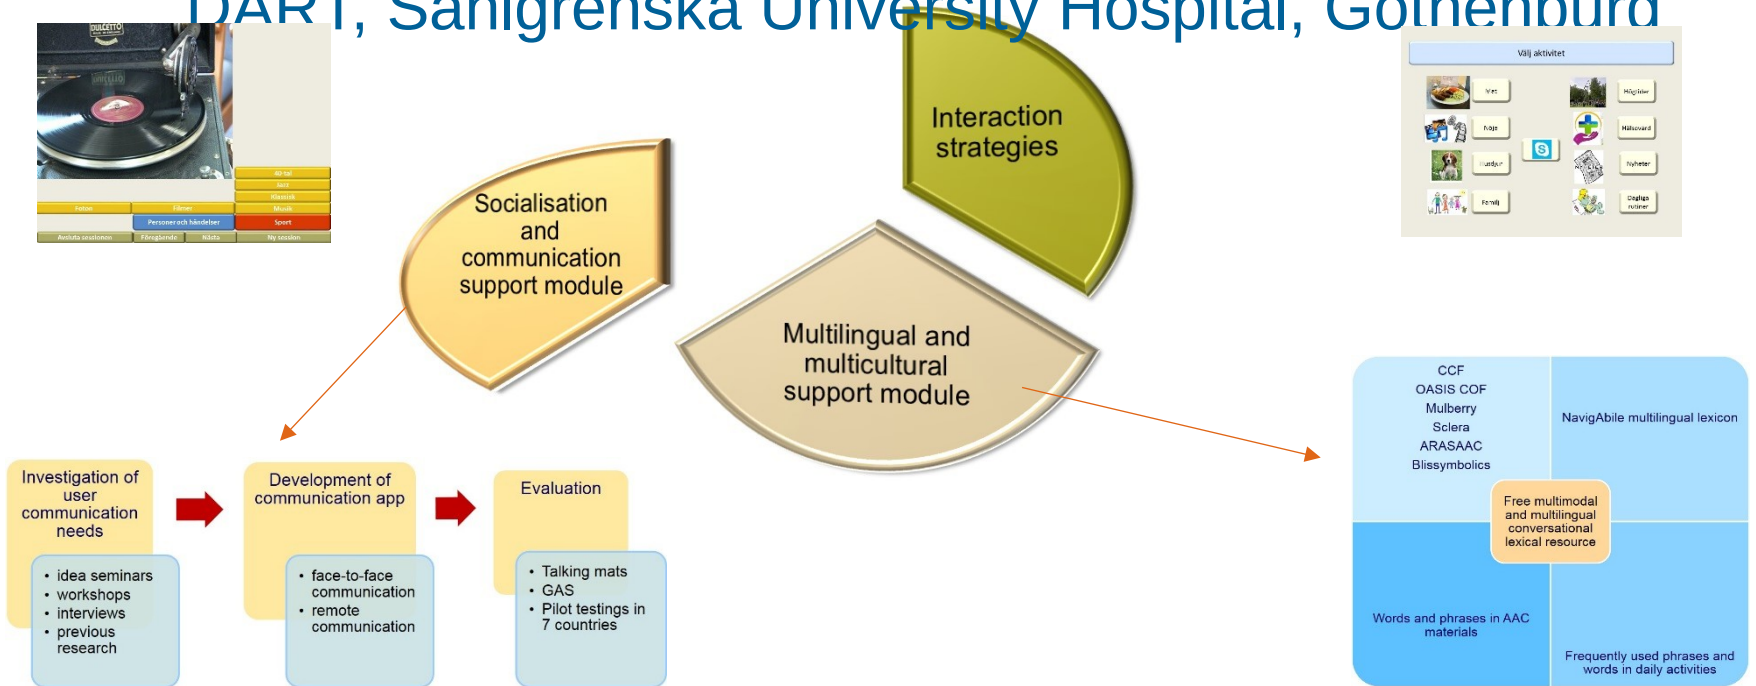 DART, Sahlgrenska University Hospital, Gothenburg
DULCETTO
40-tal
Jazz
Klassisk
Foton
Filmer
Musik
Personer och händelser
Sport
Avsluta sessionen
Föregående
Nästa
Ny session
Socialisation
and
communication
support module
Interaction
strategies
Multilingual and
multicultural
support module
Välj aktivitet
Mat
Högtider
Nöje
Hälsovård
Husdjur
Nyheter
Familj
Dagliga
rutiner
Investigation of
user
communication
needs
• idea seminars
• workshops
• interviews
• previous
research
Development of
communication app
• face-to-face
communication
• remote
communication
Evaluation
• Talking mats
• GAS
• Pilot testings in
7 countries
CCF
OASIS COF
Mulberry
Sclera
ARASAAC
Blissymbolics
NavigAbile multilingual lexicon
Free multimodal
and multilingual
conversational
lexical resource
Words and phrases in AAC
materials
Frequently used phrases and
words in daily activities